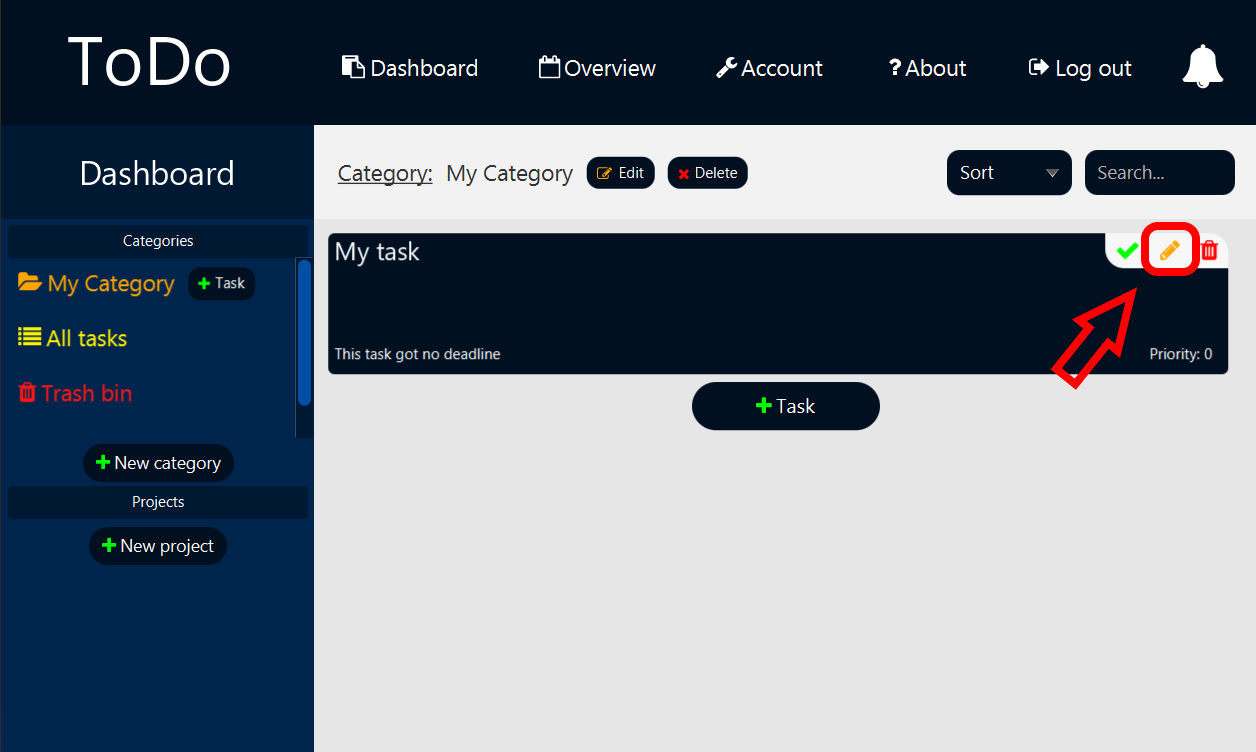 ToDo
Dashboard
Overview
Account
? About
Log out
Dashboard
Categories
My Category
+ Task
All tasks
Trash bin
+ New category
Projects
+ New project
Category: My Category
Edit
Delete
Sort
Search...
My task
This task got no deadline
Priority: 0
+ Task